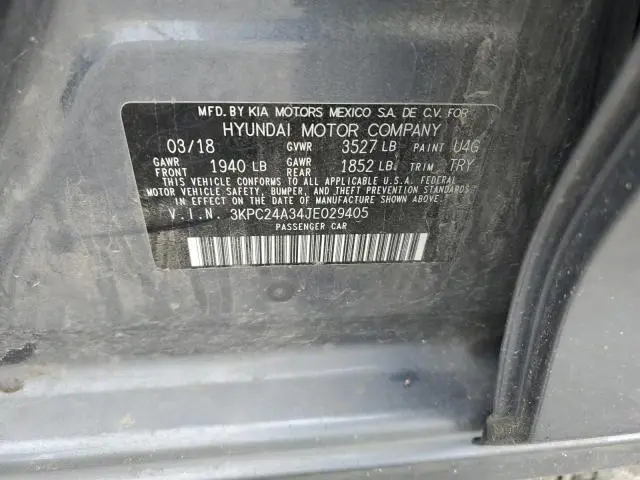 MFD. BY KIA MOTORS MEXICO S.A. DE C.V. FOR
HYUNDAI MOTOR COMPANY
03/18 GVWR 3527 LB PAINT U4G
GAWR FRONT 1940 LB GAWR REAR 1852 LB TRIM TRY
THIS VEHICLE CONFORMS TO ALL APPLICABLE U.S.A. FEDERAL
MOTOR VEHICLE SAFETY, BUMPER, AND THEFT PREVENTION STANDARDS
IN EFFECT ON THE DATE OF MANUFACTURE SHOWN ABOVE.
V.I.N. 3KPC24A34JE029405
PASSENGER CAR